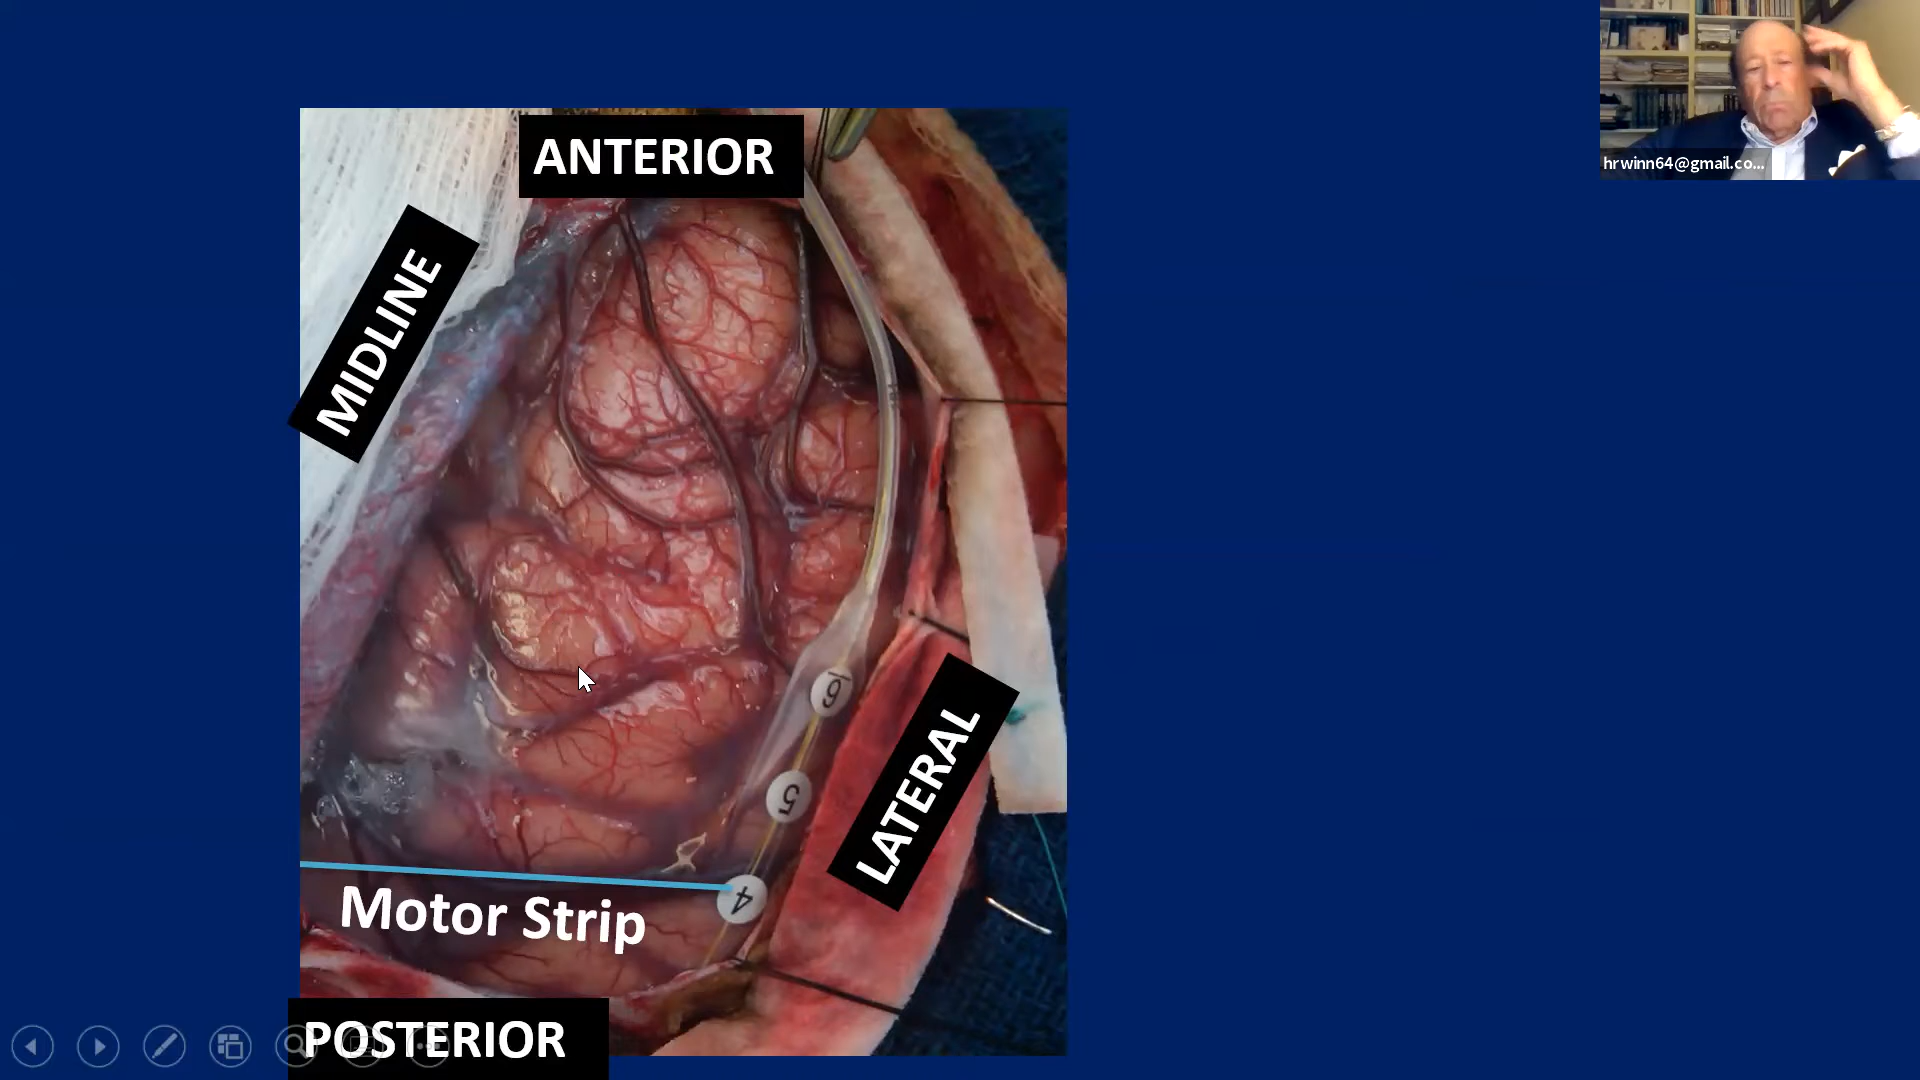 ANTERIOR
hrwinn64@gmail.co...
MIDLINE
6
5
LATERAL
4
Motor Strip
POSTERIOR